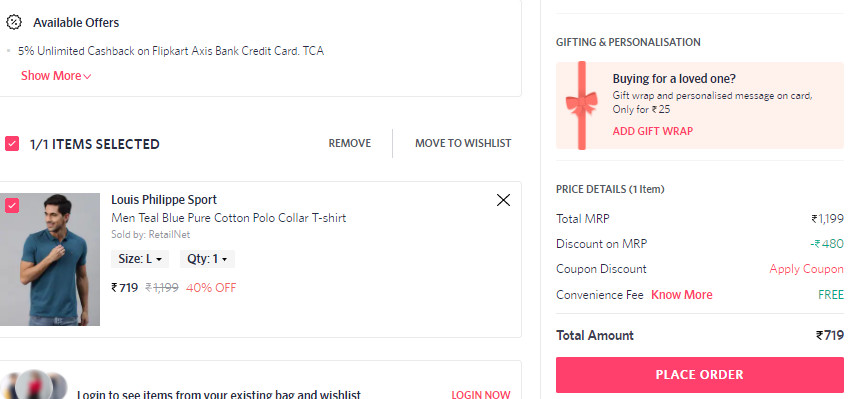 Available Offers
5% Unlimited Cashback on Flipkart Axis Bank Credit Card. TCA
Show More
1/1 ITEMS SELECTED
REMOVE
MOVE TO WISHLIST
Louis Philippe Sport
Men Teal Blue Pure Cotton Polo Collar T-shirt
Sold by: RetailNet
Size: L
Qty: 1
₹719 ₹1,199 40% OFF
Login to see items from your existing bag and wishlist
LOGIN NOW
GIFTING & PERSONALISATION
Buying for a loved one?
Gift wrap and personalised message on card,
Only for ₹25
ADD GIFT WRAP
PRICE DETAILS (1 Item)
Total MRP ₹1,199
Discount on MRP -₹480
Coupon Discount Apply Coupon
Convenience Fee Know More FREE
Total Amount ₹719
PLACE ORDER